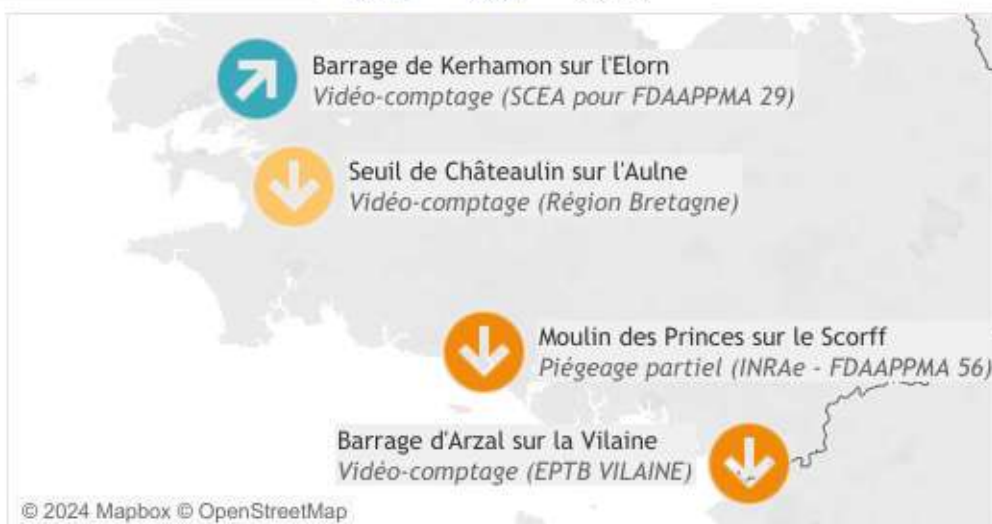 Barrage de Kerhamon sur l'Elorn
Vidéo-comptage (SCEA pour FDAAPPMA 29)
Seuil de Châteaulin sur l'Aulne
Vidéo-comptage (Région Bretagne)
Moulin des Princes sur le Scorff
Piégeage partiel (INRAe - FDAAPPMA 56)
Barrage d'Arzal sur la Vilaine
Vidéo-comptage (EPTB VILAINE)
© 2024 Mapbox © OpenStreetMap